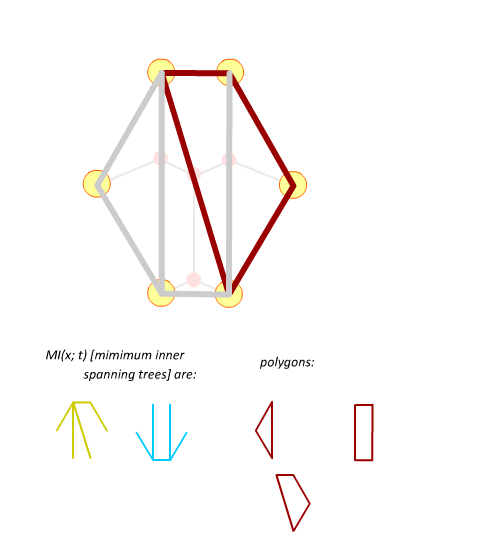 MI(x; t) [mimimum inner
spanning trees] are:
polygons: